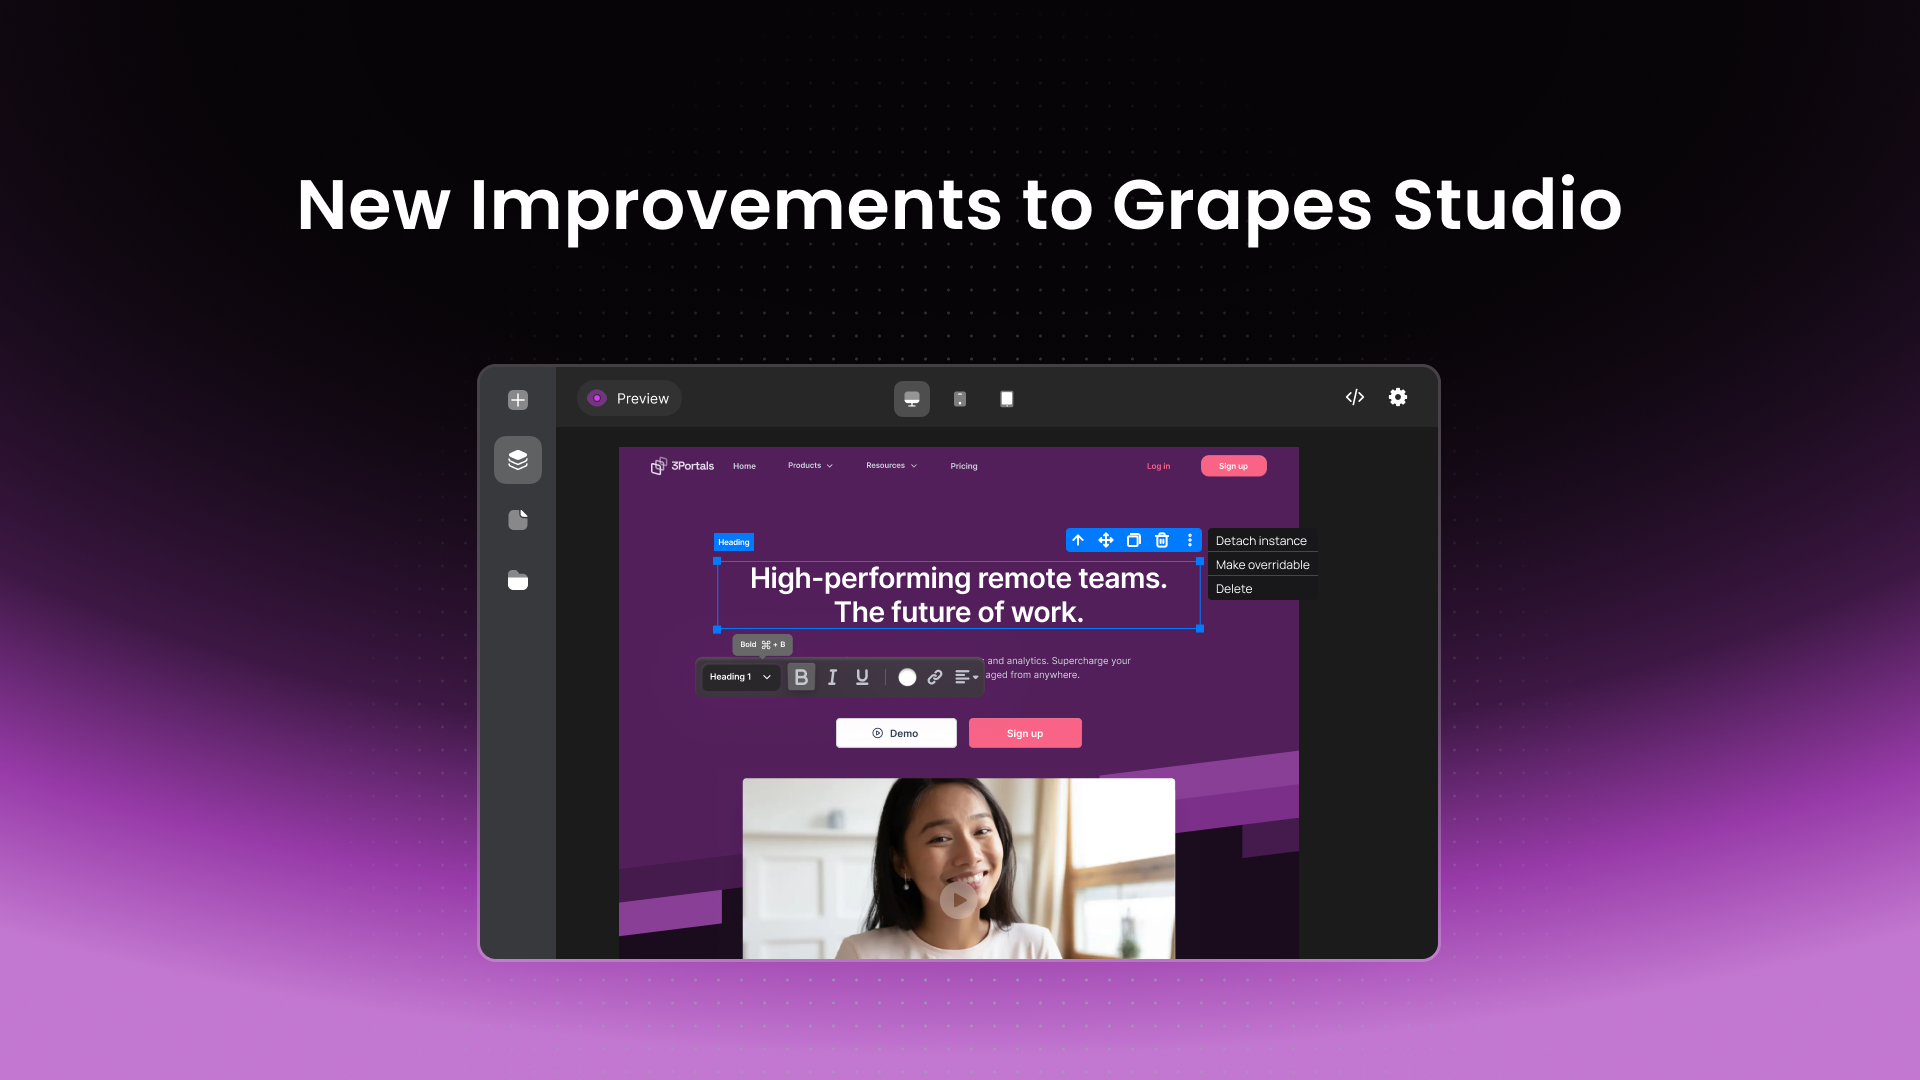 New Improvements to Grapes Studio
Preview
3Portals Home Products Resources Pricing Log in Sign up
Heading
Detach instance
Make overridable
Delete
High-performing remote teams.
The future of work.
Bold ⌘ + B
and analytics. Supercharge your
aged from anywhere.
Heading 1 B I U
Demo Sign up